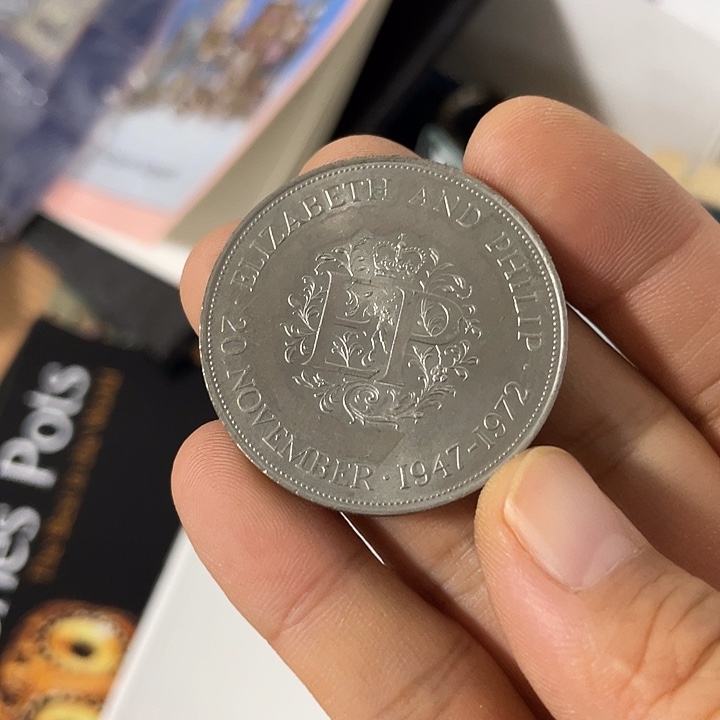 ELIZABETH AND PHILIP
20 NOVEMBER · 1947-1972
EP
Pots